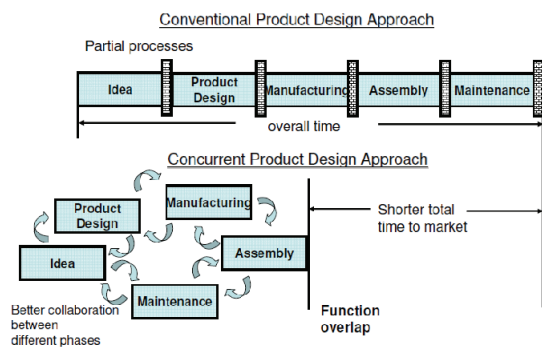 Conventional Product Design Approach
Partial processes
Idea
Product
Design
Manufacturing
Assembly
Maintenance
overall time
Concurrent Product Design Approach
Product
Design
Manufacturing
Idea
Assembly
Maintenance
Shorter total
time to market
Better collaboration
between
different phases
Function
overlap